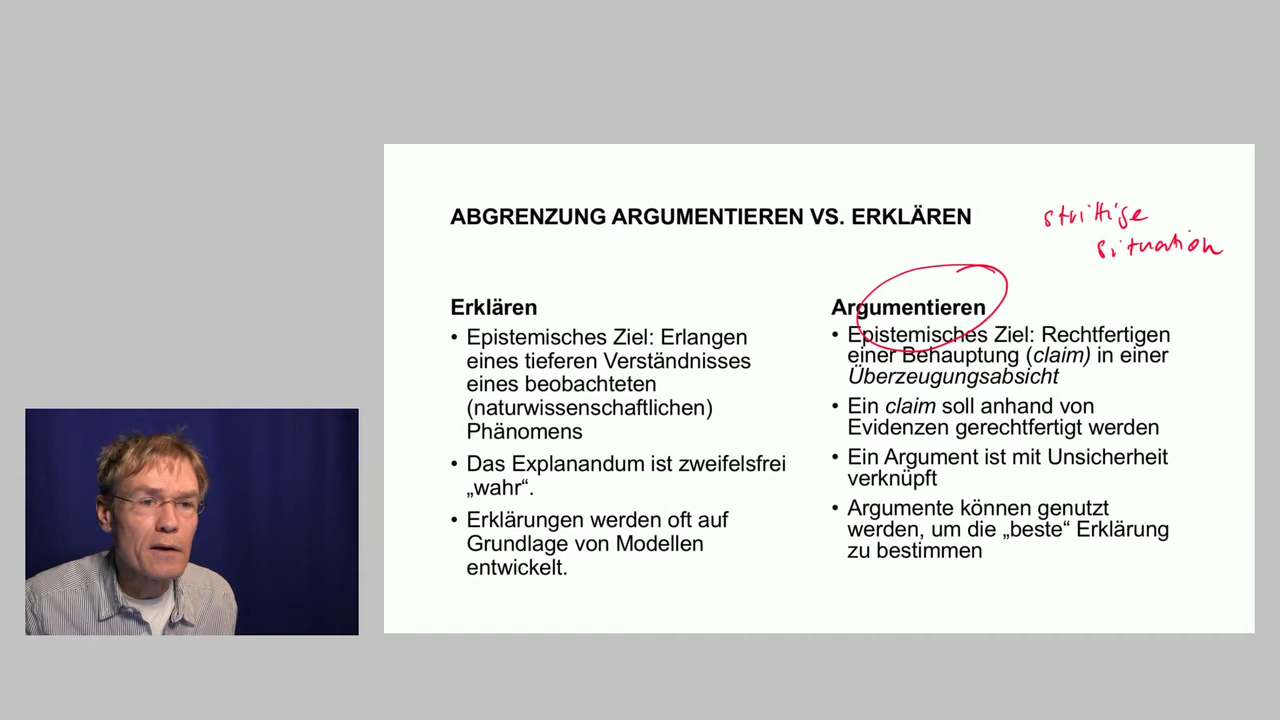 ABGRENZUNG ARGUMENTIEREN VS. ERKLÄREN
strittige
situation
Erklären
• Epistemisches Ziel: Erlangen
eines tieferen Verständnisses
eines beobachteten
(naturwissenschaftlichen)
Phänomens
• Das Explanandum ist zweifelsfrei
„wahr“.
• Erklärungen werden oft auf
Grundlage von Modellen
entwickelt.
Argumentieren
• Epistemisches Ziel: Rechtfertigen
einer Behauptung (claim) in einer
Überzeugungsabsicht
• Ein claim soll anhand von
Evidenzen gerechtfertigt werden
• Ein Argument ist mit Unsicherheit
verknüpft
• Argumente können genutzt
werden, um die „beste“ Erklärung
zu bestimmen